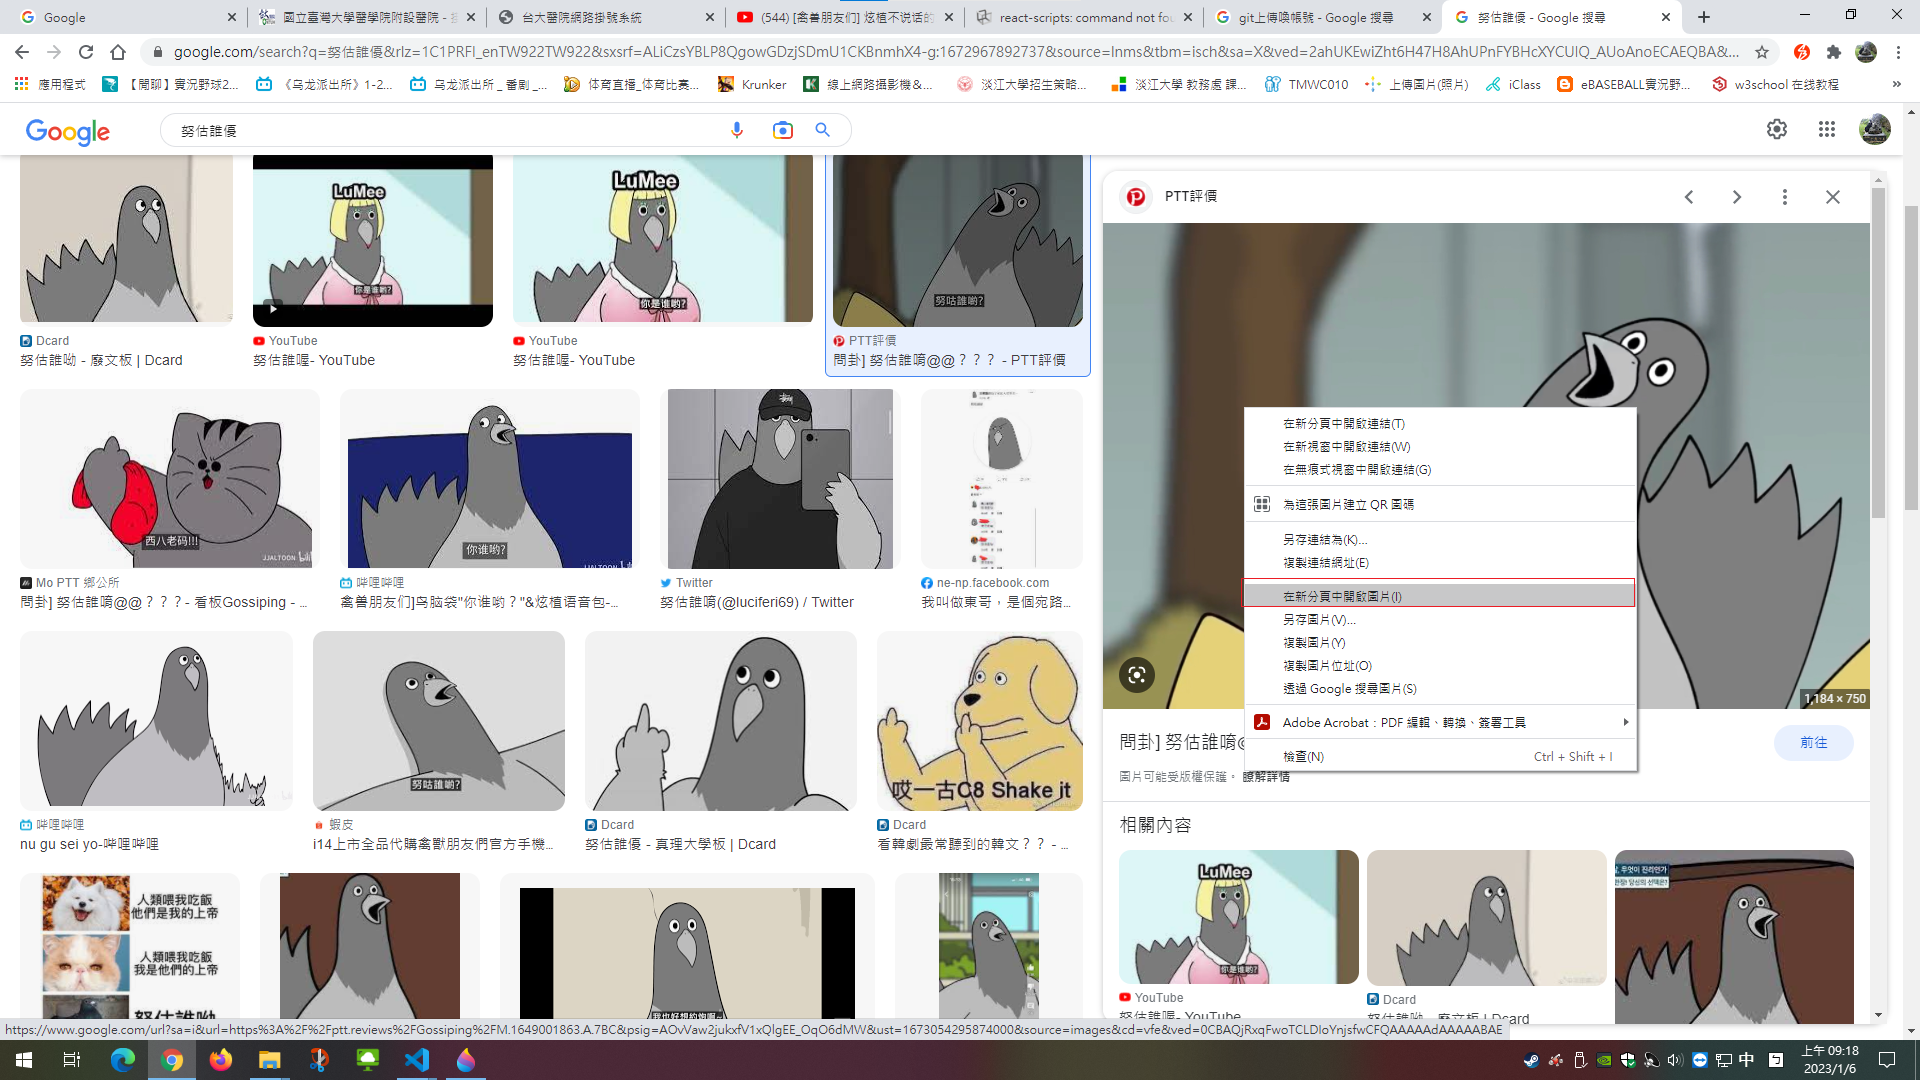 Google
國立臺灣大學醫學院附設醫院 - 掛
台大醫院網路掛號系統
(544) [禽兽朋友们] 炫植不说话的
react-scripts: command not fou
git上傳喚帳號 - Google 搜尋
努估誰優 - Google 搜尋
google.com/search?q=努估誰優&rlz=1C1PRFI_enTW922TW922&sxsrf=ALiCzsYBLP8QgowGDzjSDmU1CKBnmhX4-g:1672967892737&source=lnms&tbm=isch&sa=X&ved=2ahUKEwiZht6H47H8AhUPnFYBHcXYCUIQ_AUoAnoECAEQBA&...
應用程式
【閒聊】實況野球2...
《乌龙派出所》1-2...
乌龙派出所 _ 番剧 _...
体育直播_体育比赛...
Krunker
線上網路攝影機&...
淡江大學招生策略...
淡江大學 教務處 課...
TMWC010
上傳圖片(照片)
iClass
eBASEBALL實況野...
w3school 在线教程
»
Google
努估誰優
LuMee
你是谁哟?
LuMee
你是谁哟?
努咕誰喲?
Dcard
努估誰呦 - 廢文板 | Dcard
YouTube
努估誰喔- YouTube
YouTube
努估誰喔- YouTube
PTT評價
問卦] 努估誰唷@@？？？ - PTT評價
西八老码!!!
JJALTOON
你谁哟?
JJALTOON
Mo PTT 鄉公所
問卦] 努估誰唷@@？？？- 看板Gossiping - ...
哔哩哔哩
禽兽朋友们]鸟脑袋"你谁哟？"&炫植语音包-...
Twitter
努估誰唷(@luciferi69) / Twitter
ne-np.facebook.com
我叫做東哥，是個宛路...
努咕誰喲?
哎一古C8 Shake it
哔哩哔哩
nu gu sei yo-哔哩哔哩
蝦皮
i14上市全品代購禽獸朋友們官方手機...
Dcard
努估誰優 - 真理大學板 | Dcard
Dcard
看韓劇最常聽到的韓文？？ - ...
人類喂我吃飯
他們是我的上帝
人類喂我吃飯
我是他們的上帝
努估誰呦
我也好想約炮啊
PTT評價
1,184 × 750
問卦] 努估誰唷@
前往
圖片可能受版權保護。 瞭解詳情
相關內容
LuMee
你是谁哟?
YouTube
努估誰喔- YouTube
Dcard
努估誰呦 - 廢文板 | Dcard
在新分頁中開啟連結(T)
在新視窗中開啟連結(W)
在無痕式視窗中開啟連結(G)
為這張圖片建立 QR 圖碼
另存連結為(K)...
複製連結網址(E)
在新分頁中開啟圖片(I)
另存圖片(V)...
複製圖片(Y)
複製圖片位址(O)
透過 Google 搜尋圖片(S)
Adobe Acrobat：PDF 編輯、轉換、簽署工具
檢查(N)
Ctrl + Shift + I
https://www.google.com/url?sa=i&url=https%3A%2F%2Fptt.reviews%2FGossiping%2FM.1649001863.A.7BC&psig=AOvVaw2jukxfV1xQlgEE_OqO6dMW&ust=1673054295874000&source=images&cd=vfe&ved=0CBAQjRxqFwoTCLDIoYnjsfwCFQAAAAAdAAAAABAE
中
上午 09:18
2023/1/6